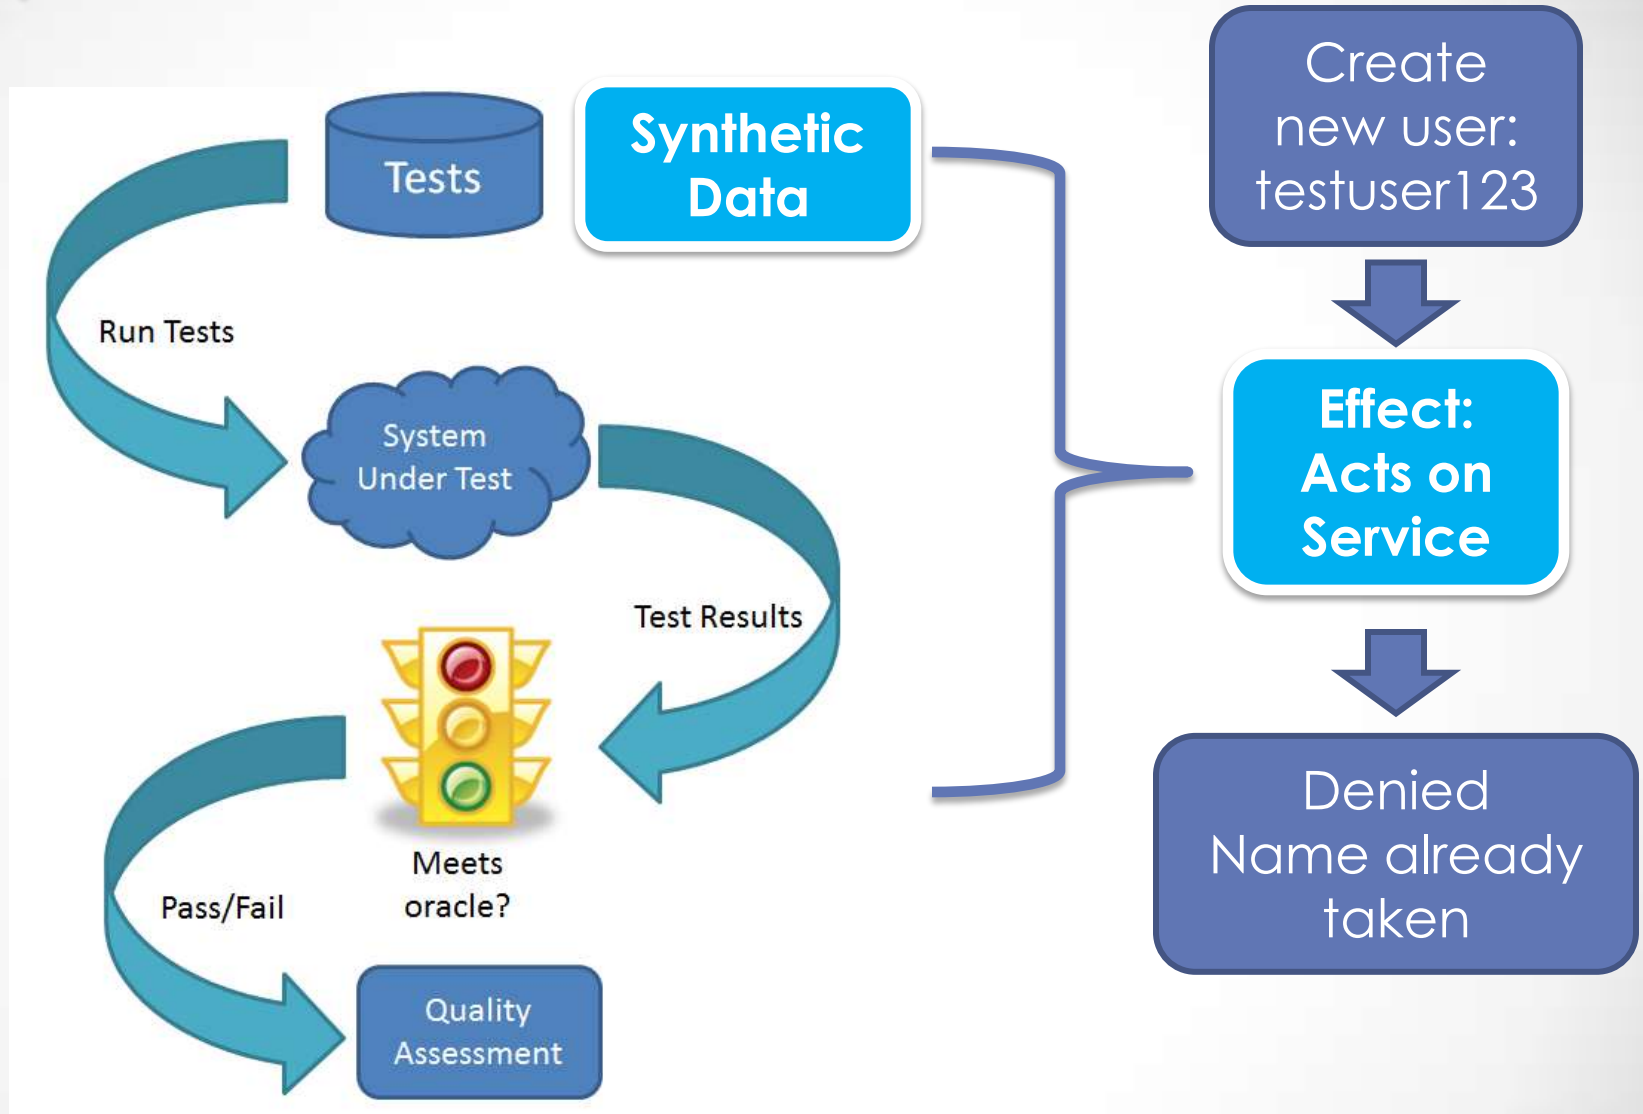 Tests
Synthetic
Data
Run Tests
System
Under Test
Test Results
Meets
oracle?
Pass/Fail
Quality
Assessment
Create
new user:
testuser123
Effect:
Acts on
Service
Denied
Name already
taken